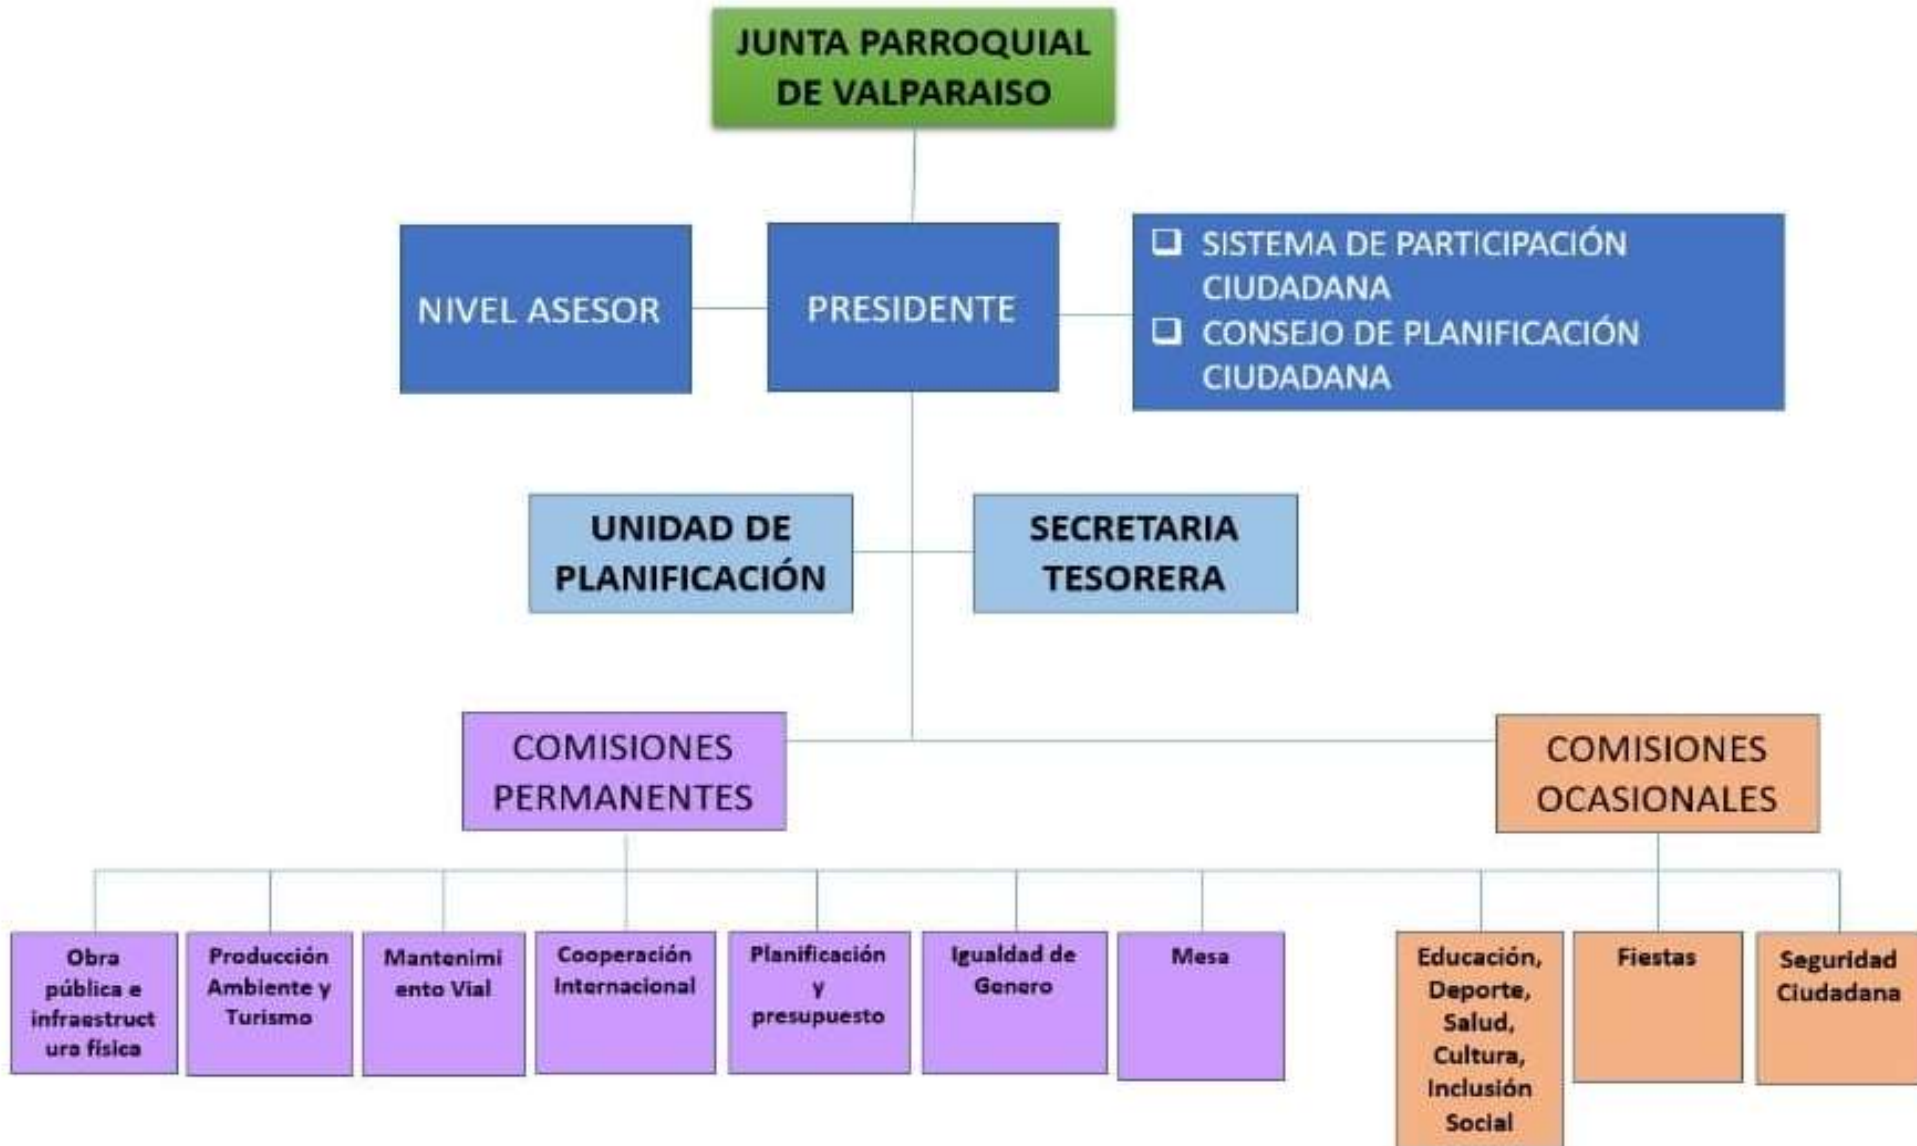 JUNTA PARROQUIAL
DE VALPARAISO
NIVEL ASESOR
PRESIDENTE
❑ SISTEMA DE PARTICIPACIÓN
CIUDADANA
❑ CONSEJO DE PLANIFICACIÓN
CIUDADANA
UNIDAD DE
PLANIFICACIÓN
SECRETARIA
TESORERA
COMISIONES
PERMANENTES
COMISIONES
OCASIONALES
Obra
pública e
infraestruct
ura física
Producción
Ambiente y
Turismo
Mantenimi
ento Vial
Cooperación
Internacional
Planificación
y
presupuesto
Igualdad de
Genero
Mesa
Educación,
Deporte,
Salud,
Cultura,
Inclusión
Social
Fiestas
Seguridad
Ciudadana